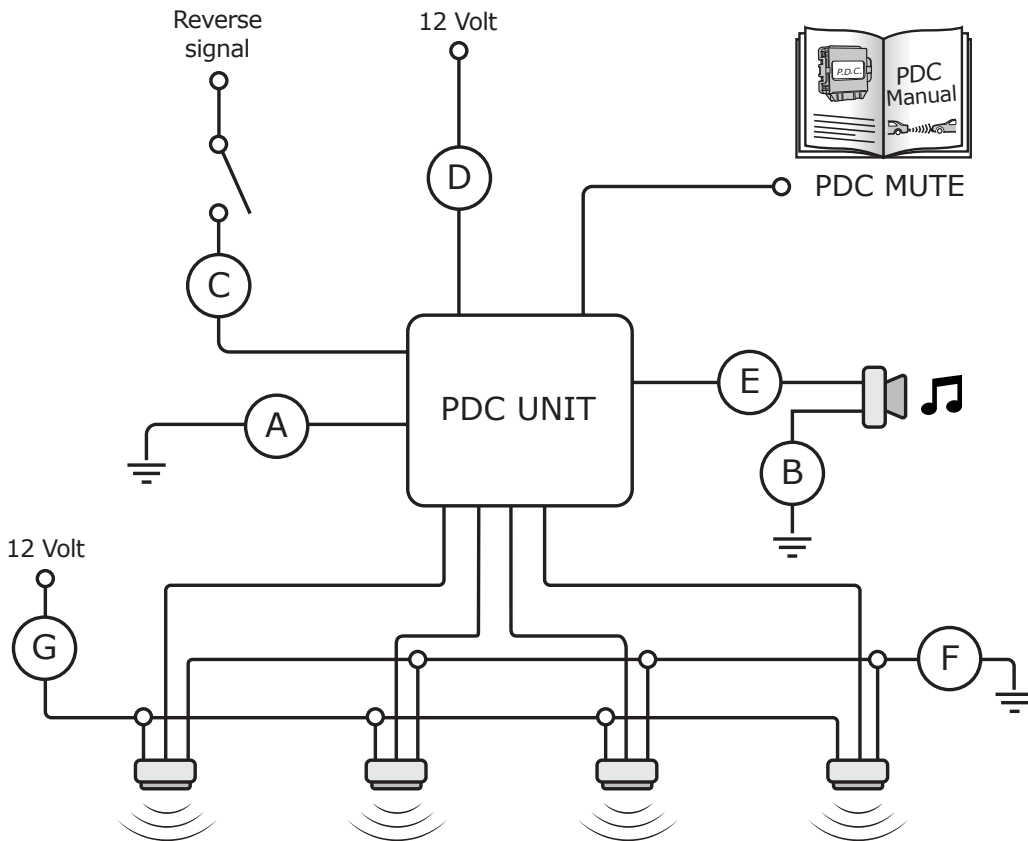 Reverse
signal
12 Volt
P.D.C.
PDC
Manual
PDC MUTE
D
C
PDC UNIT
E
A
B
12 Volt
G
F